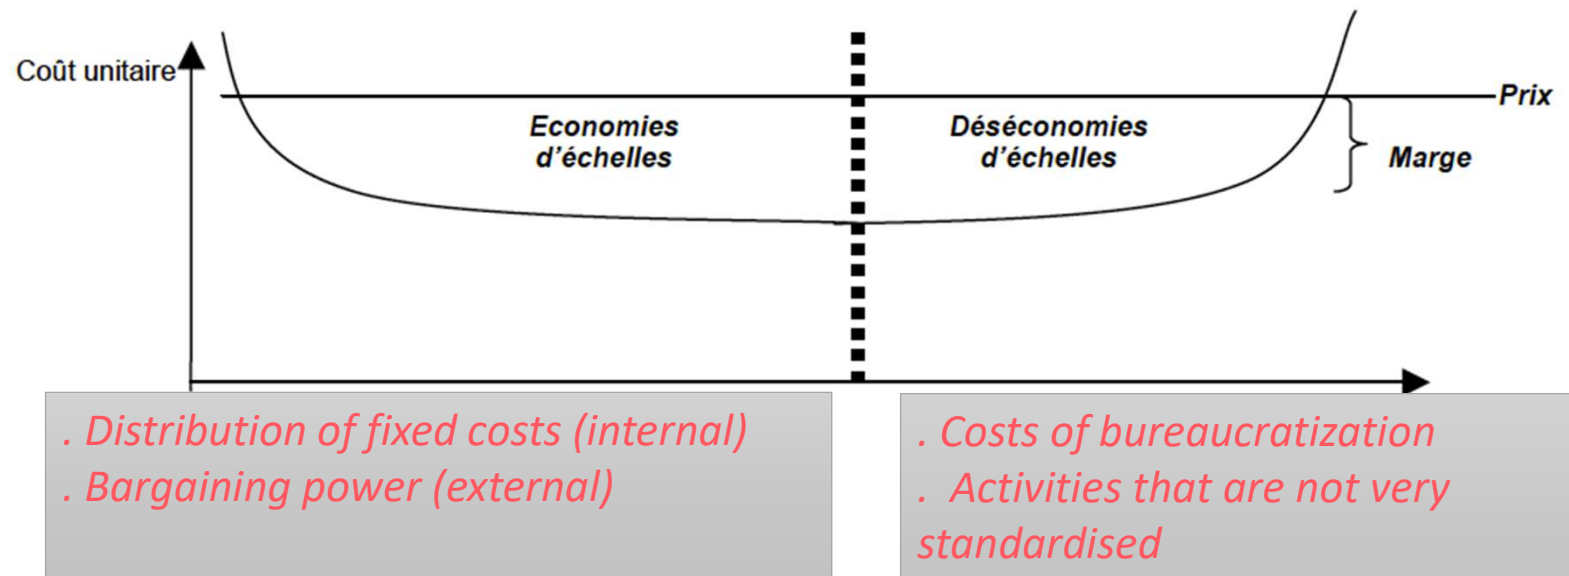 Coût unitaire
Prix
Economies
d'échelles
Déséconomies
d'échelles
Marge
. Distribution of fixed costs (internal)
. Bargaining power (external)
. Costs of bureaucratization
.  Activities that are not very
standardised